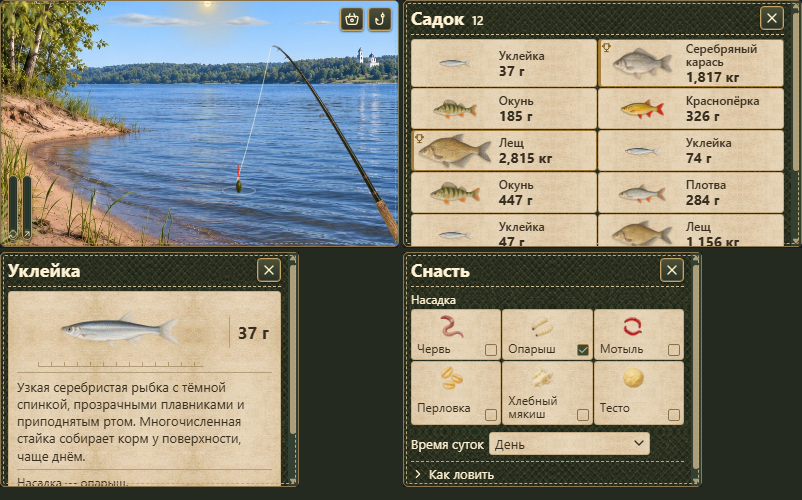 Садок 12
Уклейка
37 г
Серебряный
карась
1,817 кг
Окунь
185 г
Краснопёрка
326 г
Лещ
2,815 кг
Уклейка
74 г
Окунь
447 г
Плотва
284 г
Уклейка
47 г
Лещ
1,156 кг
Уклейка
37 г
Узкая серебристая рыбка с тёмной
спинкой, прозрачными плавниками и
приподнятым ртом. Многочисленная
стайка собирает корм у поверхности,
чаще днём.
Насадка — опарыш.
Снасть
Насадка
Червь
Опарыш
Мотыль
Перловка
Хлебный
мякиш
Тесто
Время суток День
Как ловить